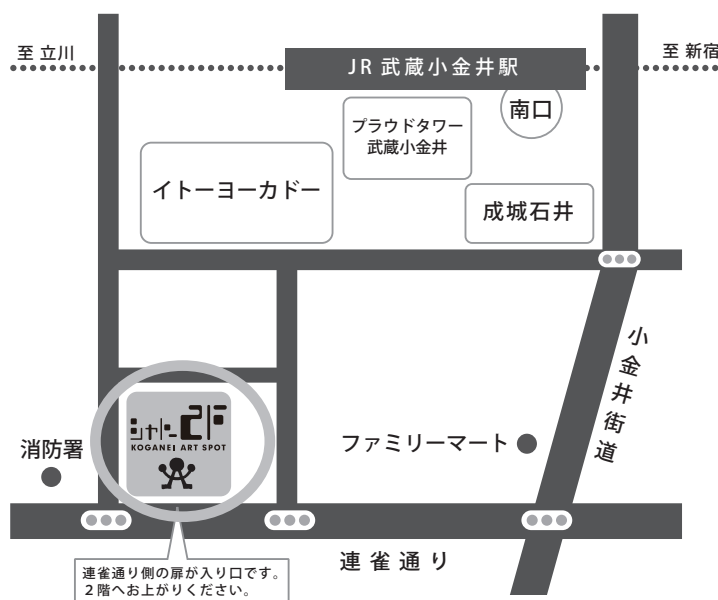 至 立川
JR 武蔵小金井駅
至 新宿
南口
プラウドタワー
武蔵小金井
イトーヨーカドー
成城石井
小金井街道
シャトー2F
KOGANEI ART SPOT
消防署
ファミリーマート
連雀通り
連雀通り側の扉が入り口です。
2階へお上がりください。